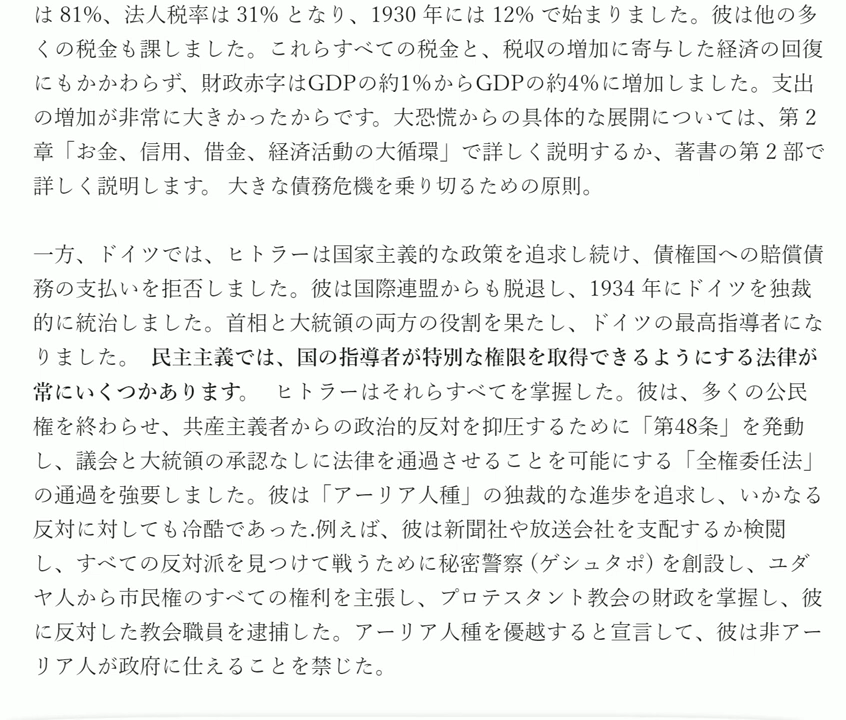 は 81%、法人税率は 31% となり、1930 年には 12% で始まりました。彼は他の多
くの税金も課しました。これらすべての税金と、税収の増加に寄与した経済の回復
にもかかわらず、財政赤字はGDPの約1%からGDPの約4%に増加しました。支出
の増加が非常に大きかったからです。大恐慌からの具体的な展開については、第 2
章「お金、信用、借金、経済活動の大循環」で詳しく説明するか、著書の第 2 部で
詳しく説明します。 大きな債務危機を乗り切るための原則。
一方、ドイツでは、ヒトラーは国家主義的な政策を追求し続け、債権国への賠償債
務の支払いを拒否しました。彼は国際連盟からも脱退し、1934 年にドイツを独裁
的に統治しました。首相と大統領の両方の役割を果たし、ドイツの最高指導者にな
りました。 民主主義では、国の指導者が特別な権限を取得できるようにする法律が
常にいくつかあります。 ヒトラーはそれらすべてを掌握した。彼は、多くの公民
権を終わらせ、共産主義者からの政治的反対を抑圧するために「第48条」を発動
し、議会と大統領の承認なしに法律を通過させることを可能にする「全権委任法」
の通過を強要しました。彼は「アーリア人種」の独裁的な進歩を追求し、いかなる
反対に対しても冷酷であった.例えば、彼は新聞社や放送会社を支配するか検閲
し、すべての反対派を見つけて戦うために秘密警察 (ゲシュタポ) を創設し、ユダ
ヤ人から市民権のすべての権利を主張し、プロテスタント教会の財政を掌握し、彼
に反対した教会職員を逮捕した。アーリア人種を優越すると宣言して、彼は非アー
リア人が政府に仕えることを禁じた。